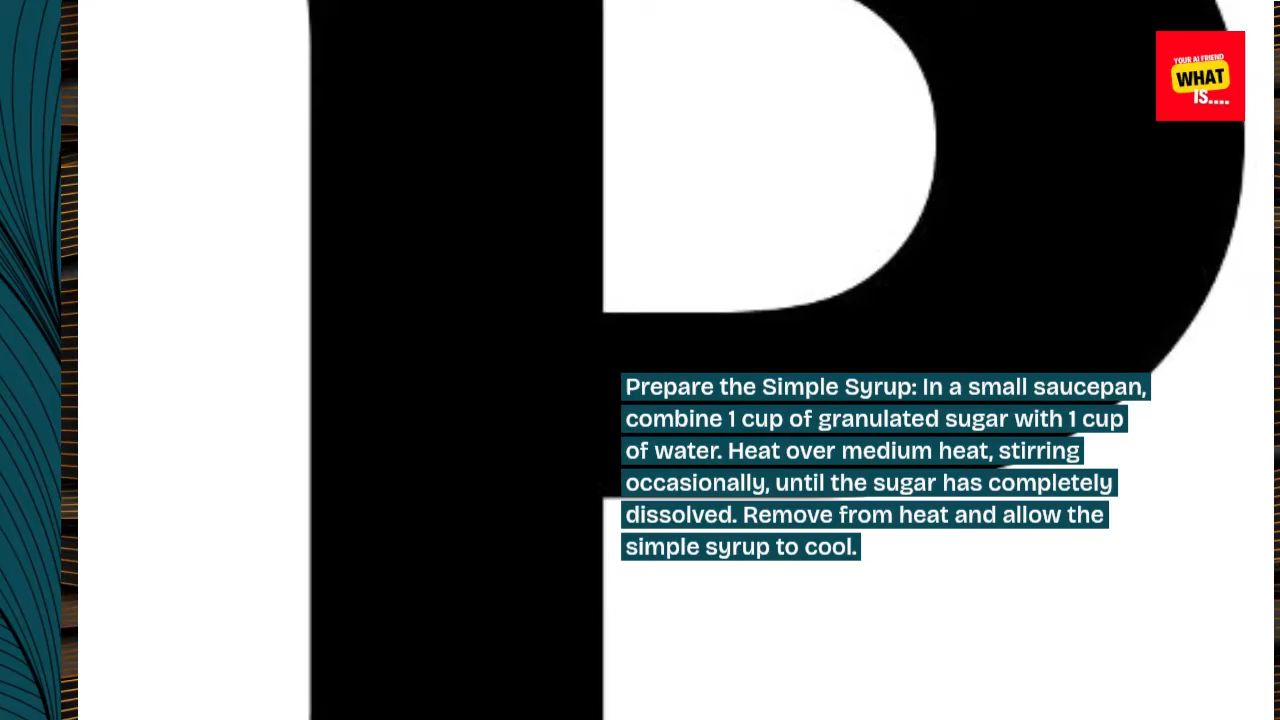 P
YOUR AI FRIEND
WHAT
IS....
Prepare the Simple Syrup: In a small saucepan,
combine 1 cup of granulated sugar with 1 cup
of water. Heat over medium heat, stirring
occasionally, until the sugar has completely
dissolved. Remove from heat and allow the
simple syrup to cool.